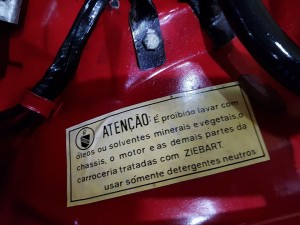 ATENÇÃO: É proibido lavar com
óleos ou solventes minerais e vegetais, o
chassis, o motor e as demais partes da
carroceria tratadas com ZIEBART.
usar sómente detergentes neutros